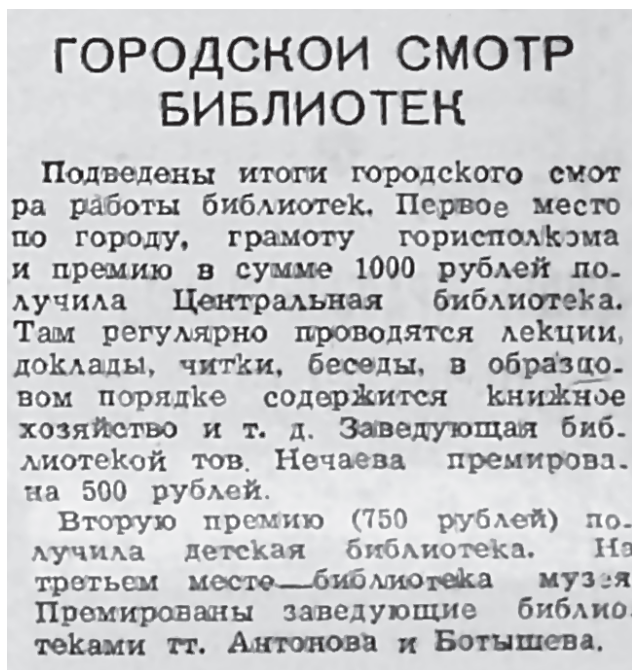 ГОРОДСКОЙ СМОТР
БИБЛИОТЕК
Подведены итоги городского смот
ра работы библиотек. Первое место
по городу, грамоту горисполкома
и премию в сумме 1000 рублей по-
лучила Центральная библиотека.
Там регулярно проводятся лекции,
доклады, читки, беседы, в образцо-
вом порядке содержится книжное
хозяйство и т. д. Заведующая биб-
лиотекой тов. Нечаева премирова-
на 500 рублей.
Вторую премию (750 рублей) по-
лучила детская библиотека. На
третьем месте—библиотека музея
Премированы заведующие библио-
теками тт. Антонова и Ботышева.